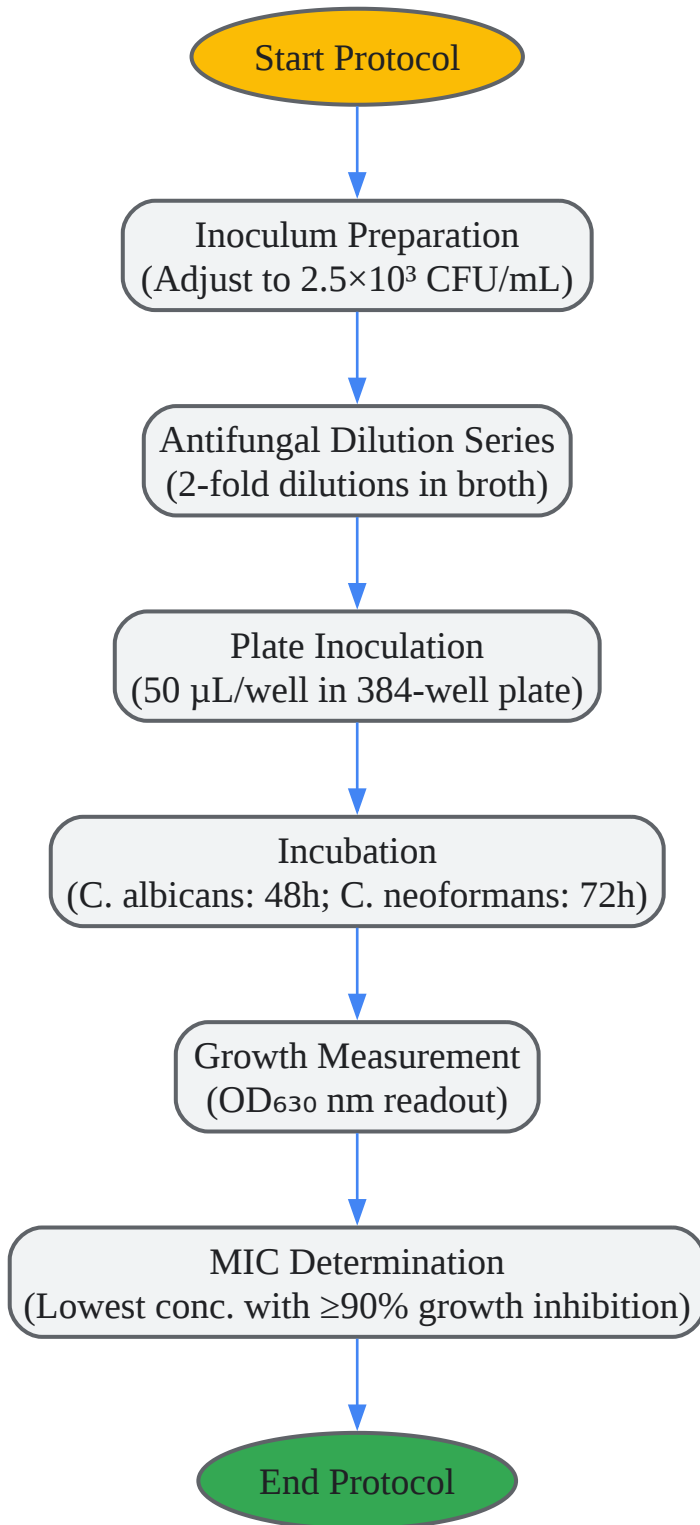 Start Protocol
Inoculum Preparation
(Adjust to 2.5×10³ CFU/mL)
Antifungal Dilution Series
(2-fold dilutions in broth)
Plate Inoculation
(50 µL/well in 384-well plate)
Incubation
(C. albicans: 48h; C. neoformans: 72h)
Growth Measurement
(OD₆₃₀ nm readout)
MIC Determination
(Lowest conc. with ≥90% growth inhibition)
End Protocol